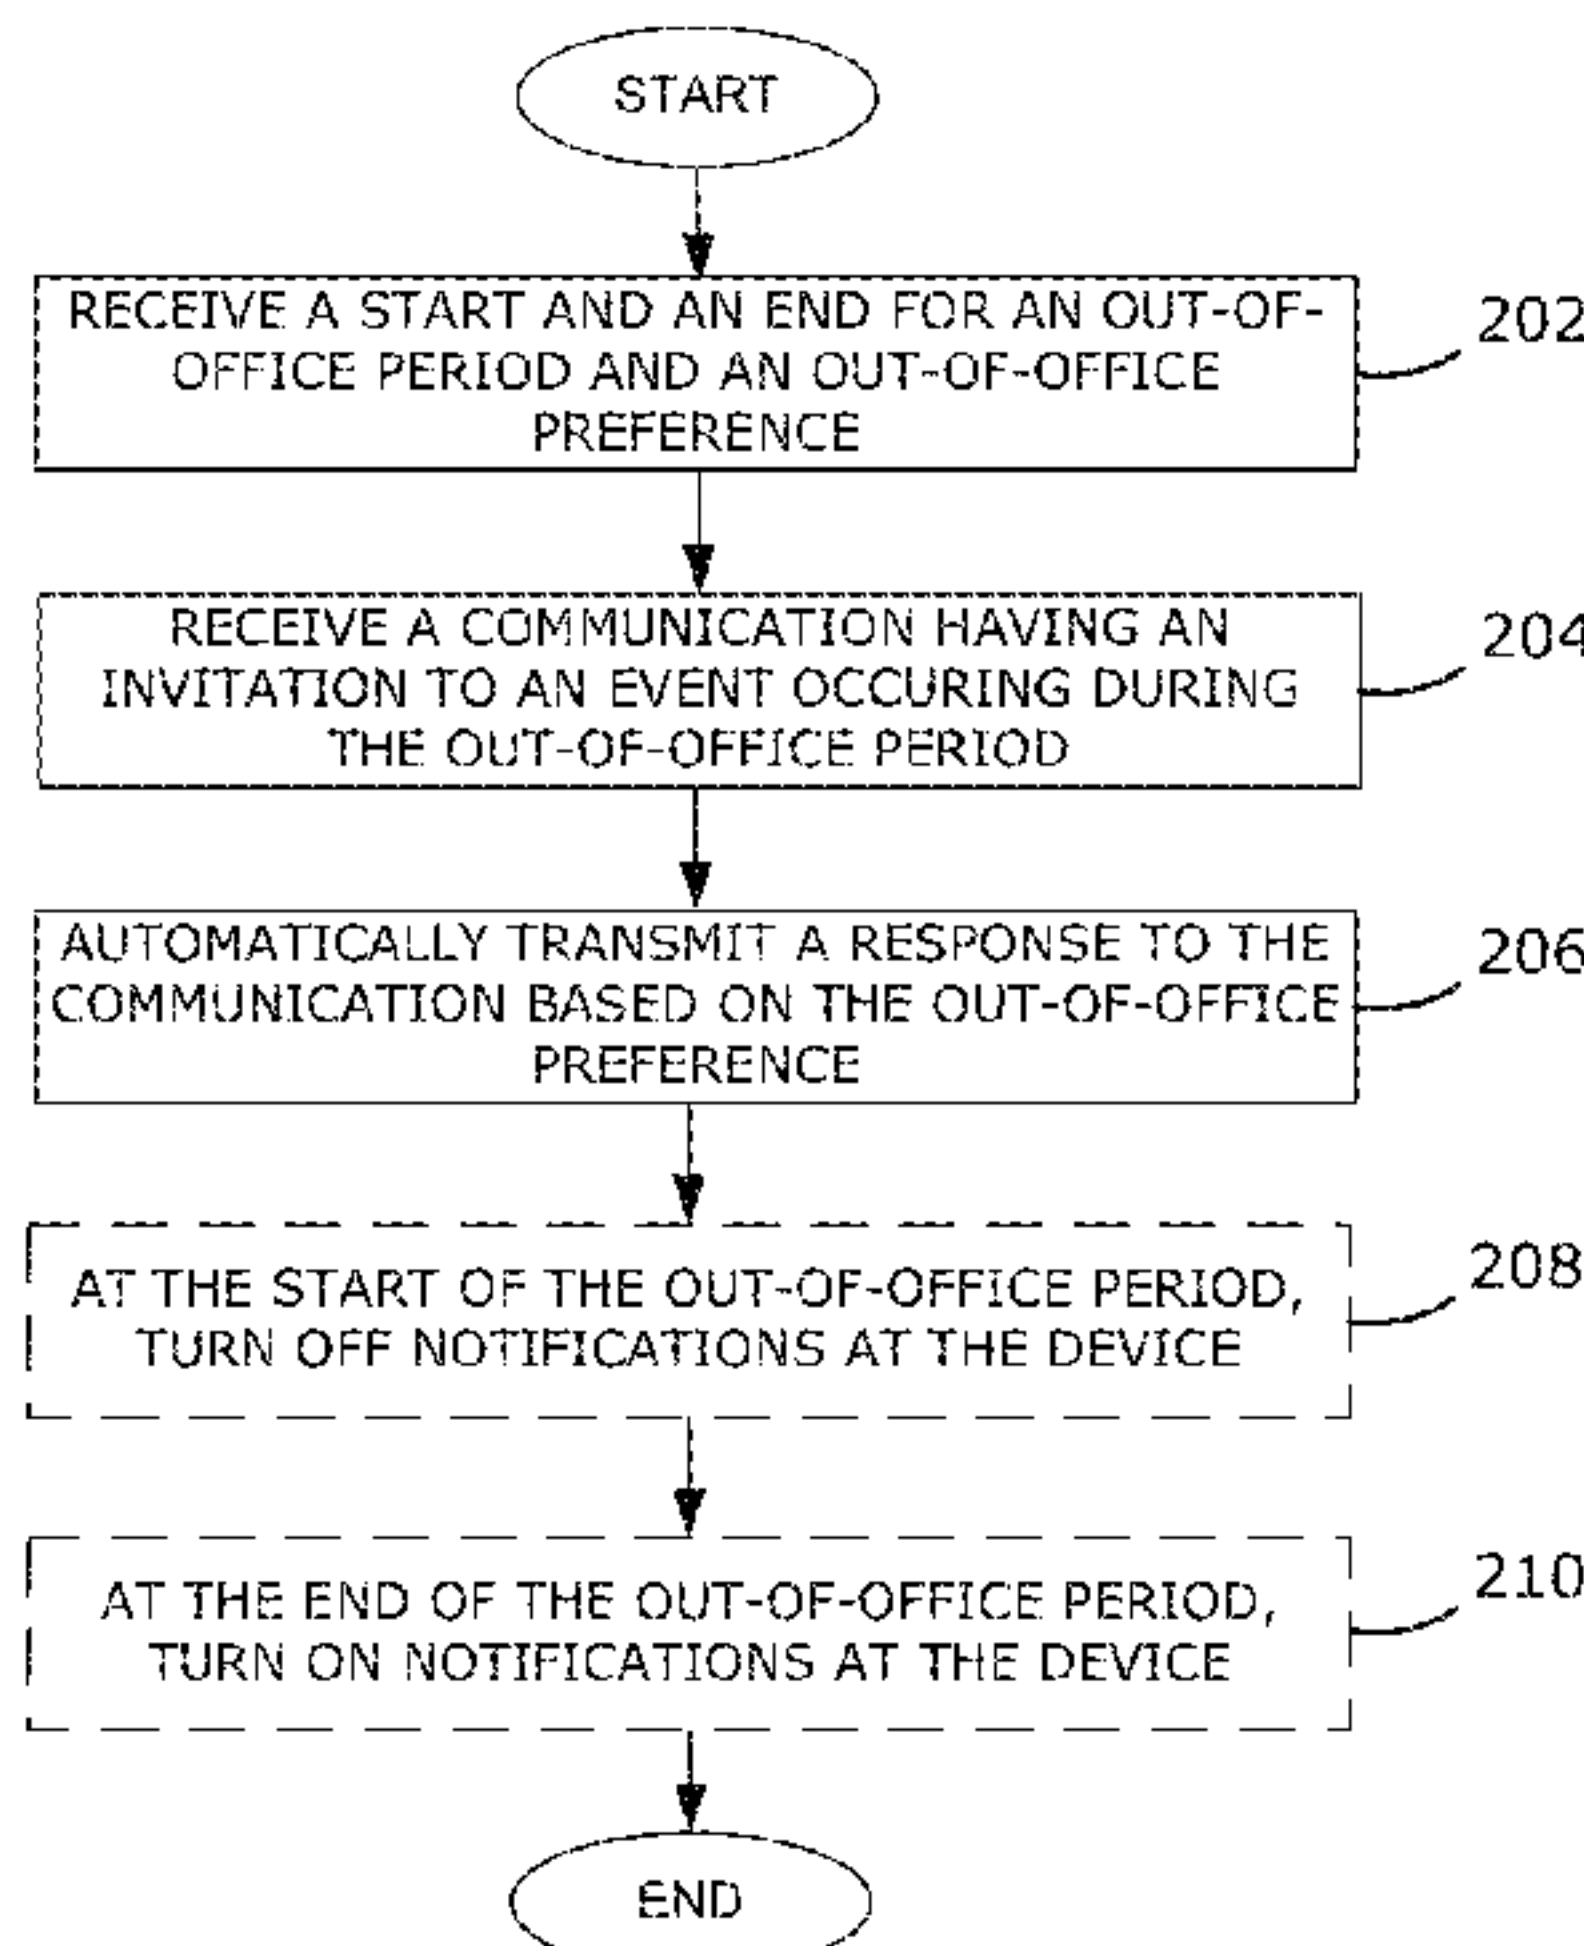 START
RECEIVE A START AND AN END FOR AN OUT-OF-
OFFICE PERIOD AND AN OUT-OF-OFFICE
PREFERENCE
202
RECEIVE A COMMUNICATION HAVING AN
INVITATION TO AN EVENT OCCURING DURING
THE OUT-OF-OFFICE PERIOD
204
AUTOMATICALLY TRANSMIT A RESPONSE TO THE
COMMUNICATION BASED ON THE OUT-OF-OFFICE
PREFERENCE
206
AT THE START OF THE OUT-OF-OFFICE PERIOD,
TURN OFF NOTIFICATIONS AT THE DEVICE
208
AT THE END OF THE OUT-OF-OFFICE PERIOD,
TURN ON NOTIFICATIONS AT THE DEVICE
210
END